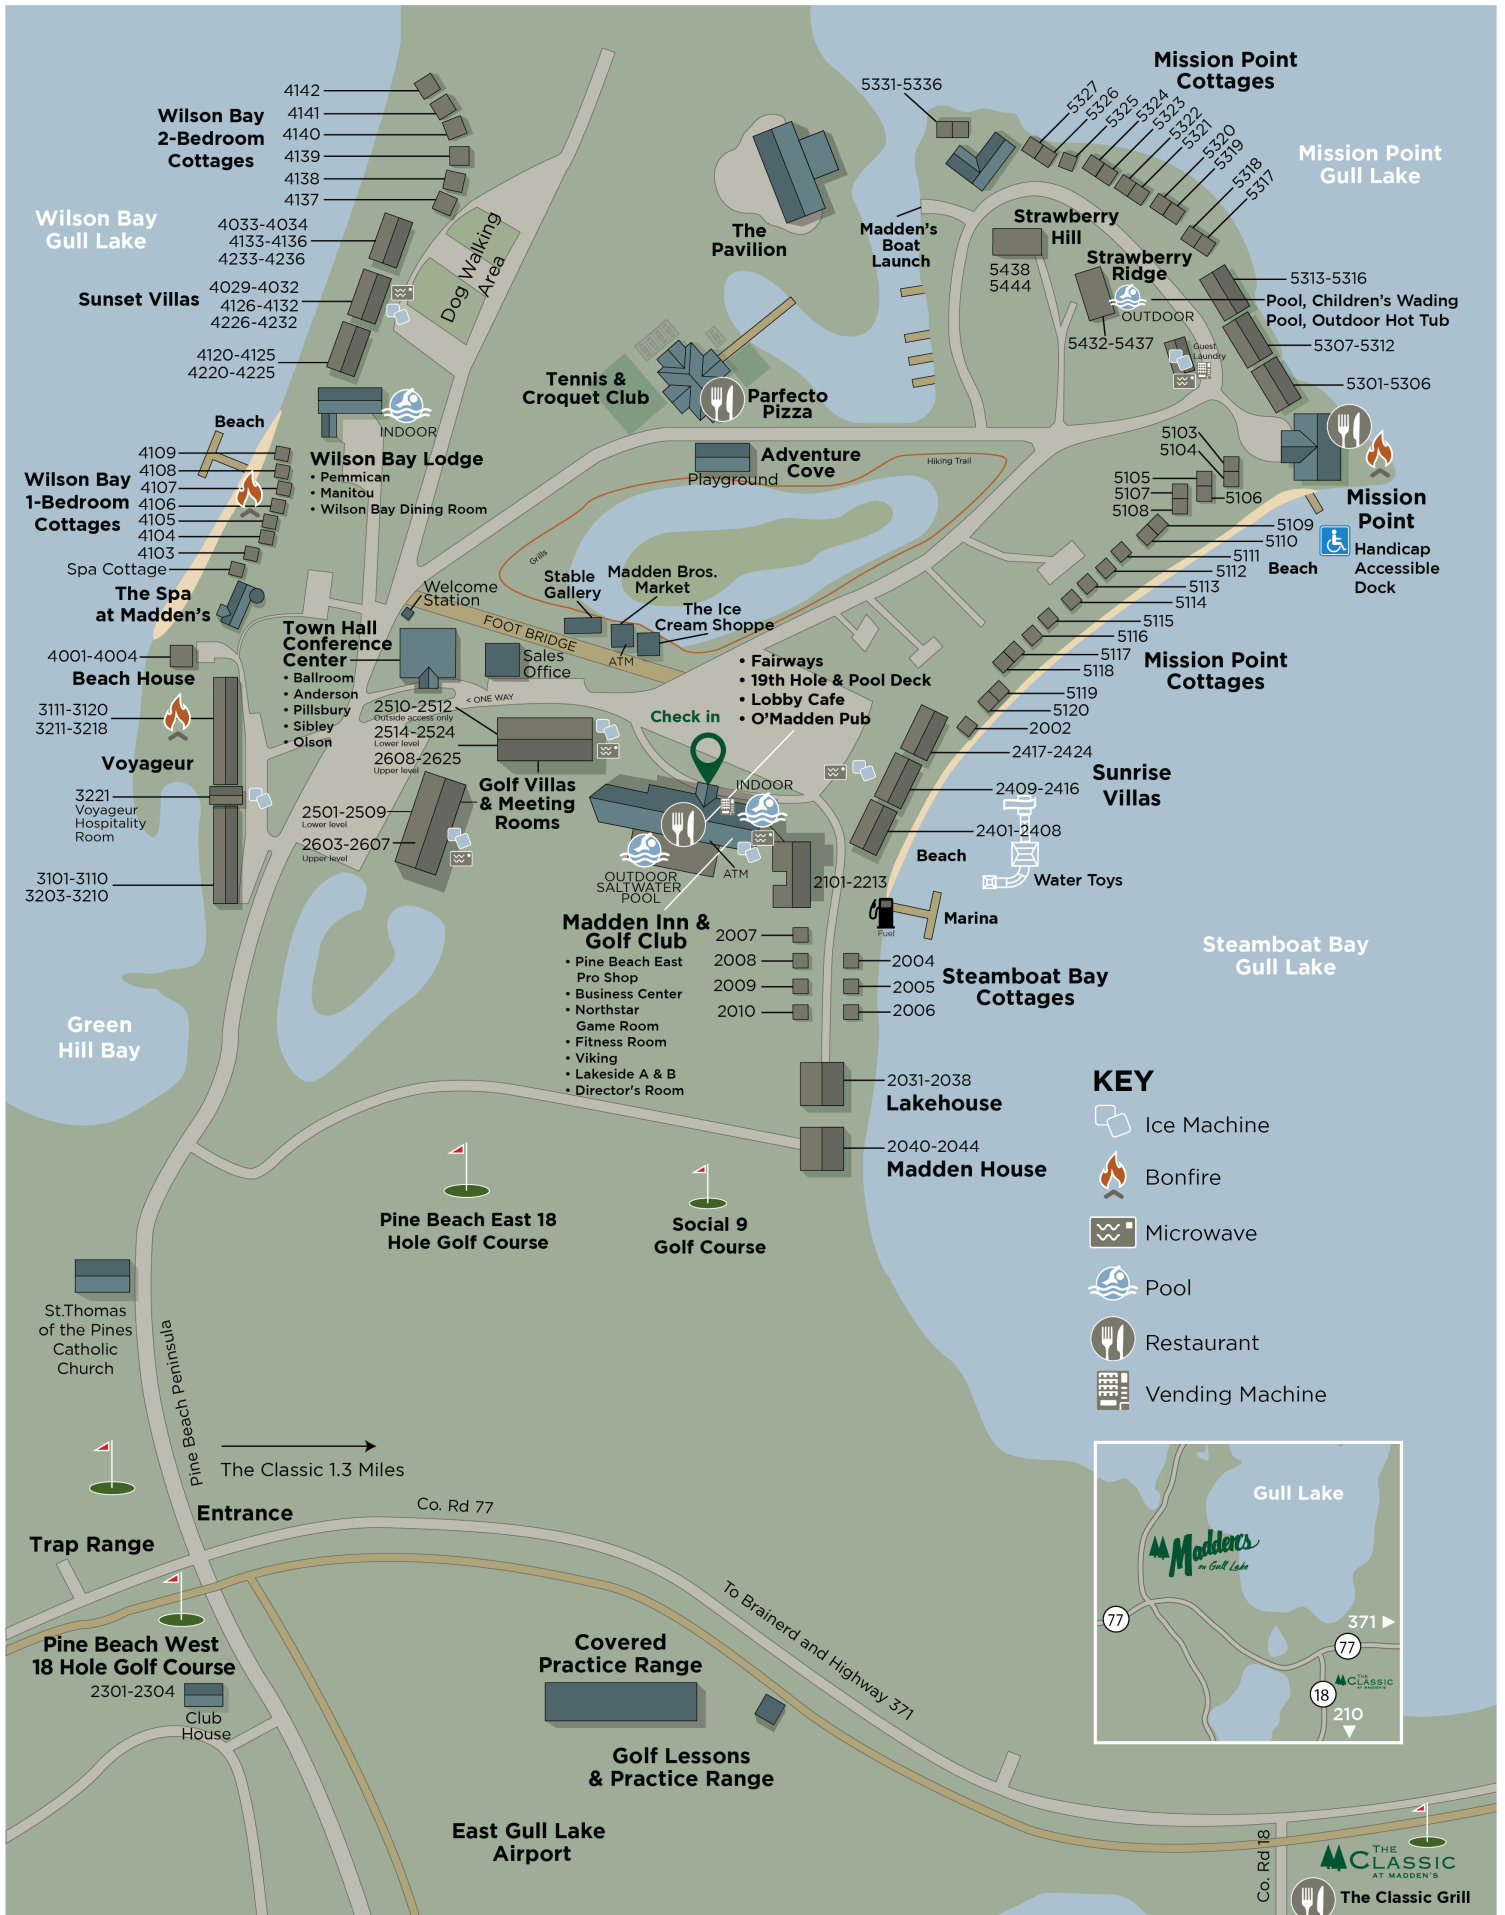 4142
4141
4140
4139
4138
4137
Wilson Bay
2-Bedroom
Cottages
Wilson Bay
Gull Lake
4033-4034
4133-4136
4233-4236
Sunset Villas
4029-4032
4126-4132
4226-4232
4120-4125
4220-4225
Dog Walking
Area
Beach
INDOOR
Wilson Bay Lodge
• Pemmican
• Manitou
• Wilson Bay Dining Room
4109
4108
4107
4106
4105
4104
4103
Wilson Bay
1-Bedroom
Cottages
Spa Cottage
The Spa
at Madden's
4001-4004
Beach House
3111-3120
3211-3218
Voyageur
3221
Voyageur
Hospitality
Room
3101-3110
3203-3210
Green
Hill Bay
The
Pavilion
Tennis &
Croquet Club
Parfecto
Pizza
Adventure
Cove
Playground
Hiking Trail
Grills
Welcome
Station
FOOT BRIDGE
Stable
Gallery
Madden Bros.
Market
The Ice
Cream Shoppe
ATM
Town Hall
Conference
Center
• Ballroom
• Anderson
• Pillsbury
• Sibley
• Olson
Sales
Office
< ONE WAY
2510-2512
Outside access only
2514-2524
Lower level
2608-2625
Upper level
Golf Villas
& Meeting
Rooms
2501-2509
Lower level
2603-2607
Upper level
• Fairways
• 19th Hole & Pool Deck
• Lobby Cafe
• O'Madden Pub
Check in
INDOOR
ATM
OUTDOOR
SALTWATER
POOL
Madden Inn &
Golf Club
• Pine Beach East
Pro Shop
• Business Center
• Northstar
Game Room
• Fitness Room
• Viking
• Lakeside A & B
• Director's Room
2101-2213
2007
2008
2009
2010
2004
2005
2006
Steamboat Bay
Cottages
2031-2038
Lakehouse
2040-2044
Madden House
Fuel
Marina
Beach
Water Toys
Steamboat Bay
Gull Lake
5331-5336
Madden's
Boat
Launch
Mission Point
Cottages
5327
5326
5325
5324
5323
5322
5321
5320
5319
5318
5317
Mission Point
Gull Lake
Strawberry
Hill
5438
5444
Strawberry
Ridge
OUTDOOR
5432-5437
Guest
Laundry
5313-5316
Pool, Children's Wading
Pool, Outdoor Hot Tub
5307-5312
5301-5306
5103
5104
5105
5107
5108
5106
Mission
Point
Handicap
Accessible
Dock
Beach
5109
5110
5111
5112
5113
5114
5115
5116
5117
5118
5119
5120
2002
Mission Point
Cottages
2417-2424
2409-2416
2401-2408
Sunrise
Villas
KEY
Ice Machine
Bonfire
Microwave
Pool
Restaurant
Vending Machine
Pine Beach East 18
Hole Golf Course
Social 9
Golf Course
St.Thomas
of the Pines
Catholic
Church
Pine Beach Peninsula
The Classic 1.3 Miles
Entrance
Co. Rd 77
Trap Range
Pine Beach West
18 Hole Golf Course
2301-2304
Club
House
Covered
Practice Range
Golf Lessons
& Practice Range
To Brainerd and Highway 371
East Gull Lake
Airport
Gull Lake
Madden's
on Gull Lake
77
371
77
THE
CLASSIC
AT MADDEN'S
18
210
Co. Rd 18
THE
CLASSIC
AT MADDEN'S
The Classic Grill